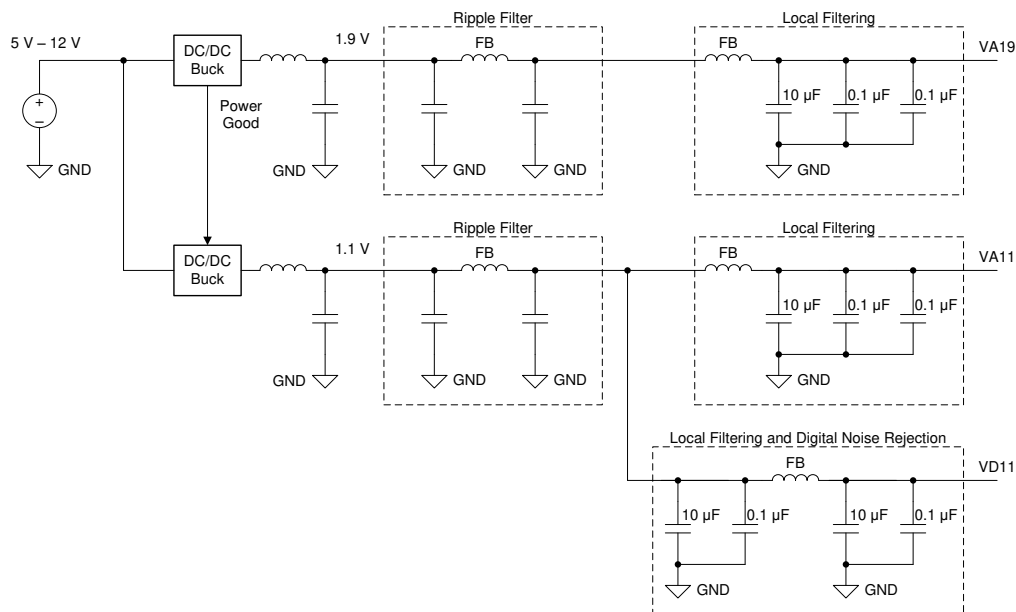 Ripple Filter
Local Filtering
5 V – 12 V
DC/DC
Buck
1.9 V
FB
FB
VA19
+
–
Power
Good
10 µF
0.1 µF
0.1 µF
GND
GND
GND
GND
Ripple Filter
Local Filtering
DC/DC
Buck
1.1 V
FB
FB
VA11
10 µF
0.1 µF
0.1 µF
GND
GND
GND
Local Filtering and Digital Noise Rejection
FB
VD11
10 µF
0.1 µF
10 µF
0.1 µF
GND
GND